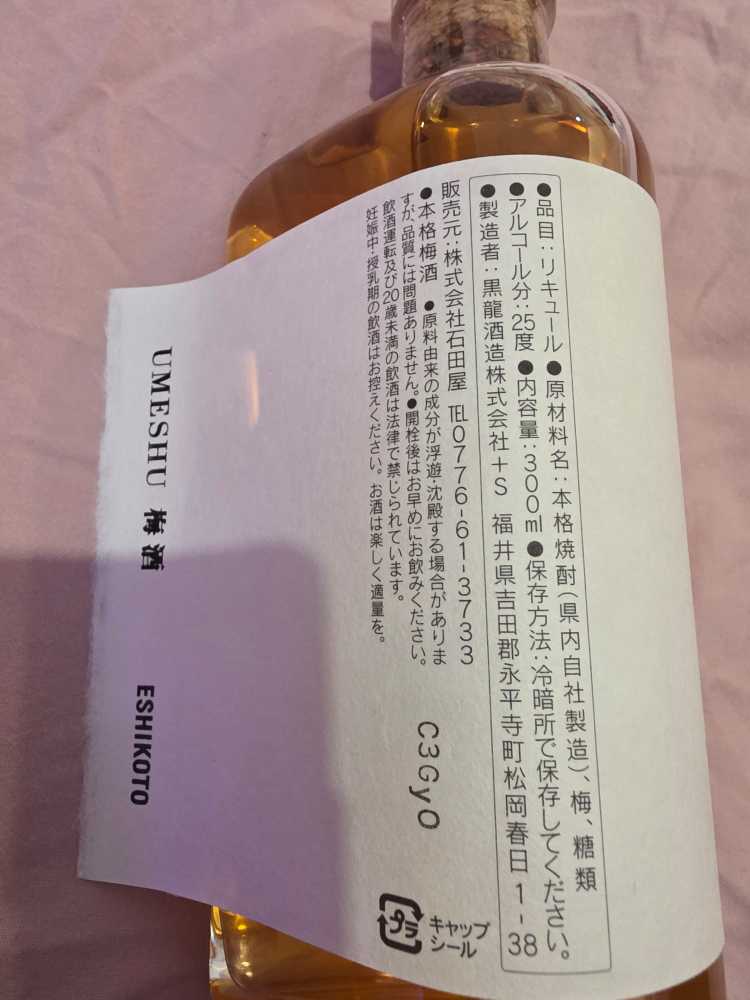 ●品目：リキュール ●原材料名：本格焼酎（県内自社製造）、梅、糖類
●アルコール分：25度 ●内容量：300ml ●保存方法：冷暗所で保存してください。
●製造者：黒龍酒造株式会社＋S 福井県吉田郡永平寺町松岡春日1-38
販売元：株式会社石田屋 TEL0776-61-3733
●本格梅酒 ●原料由来の成分が浮遊・沈殿する場合がありま
すが、品質には問題ありません。●開栓後はお早めにお飲みください。
飲酒運転及び20歳未満の飲酒は法律で禁じられています。
妊娠中・授乳期の飲酒はお控えください。お酒は楽しく適量を。
C3GyO
プラ
キャップ
シール
UMESHU 梅酒
ESHIKOTO